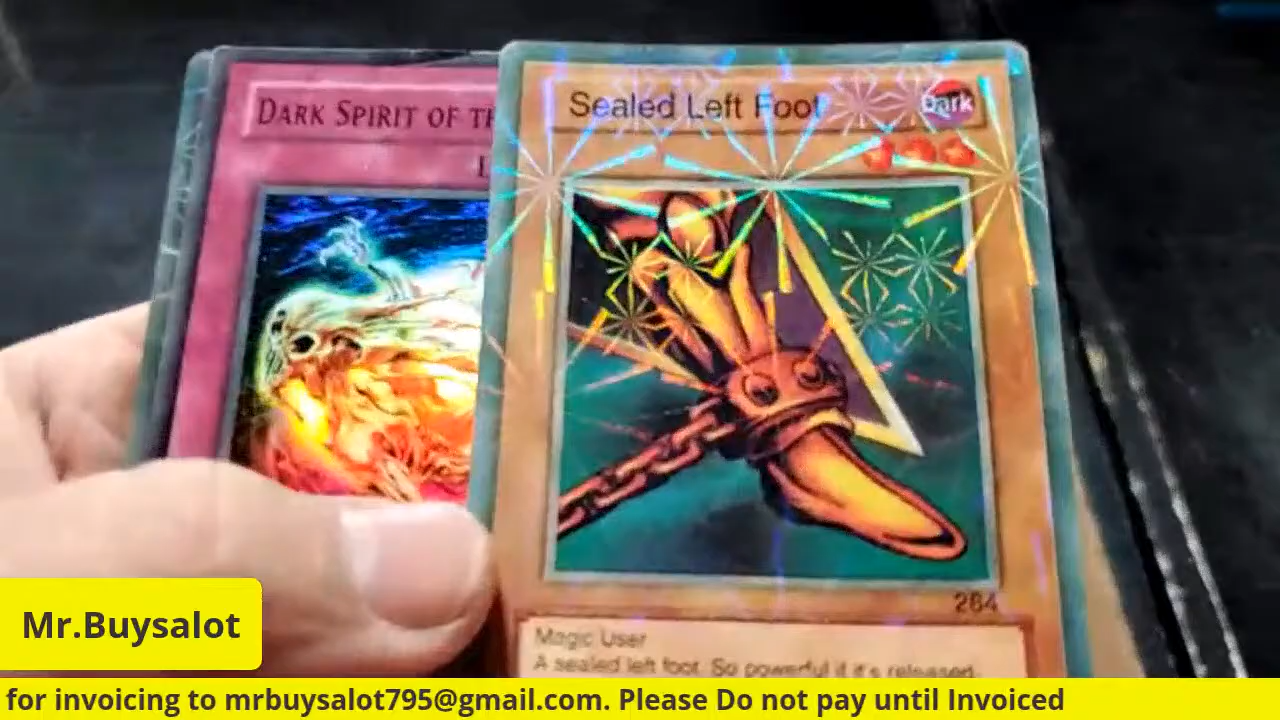 DARK SPIRIT OF TH
Sealed Left Foot
Dark
264
Magic User
A sealed left foot. So powerful if it's released,
Mr.Buysalot
for invoicing to mrbuysalot795@gmail.com. Please Do not pay until Invoiced